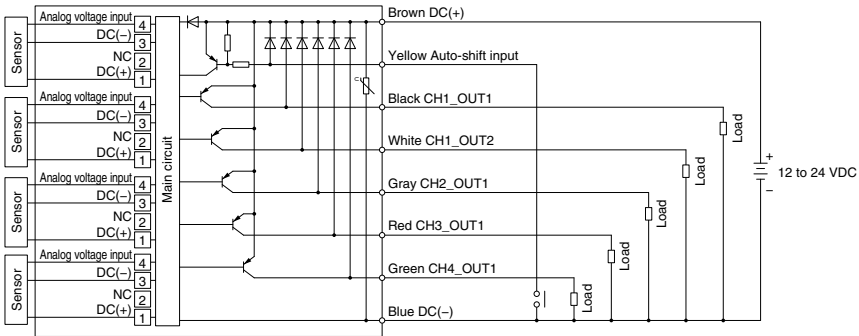 Sensor
Analog voltage input 4
DC(−) 3
NC 2
DC(+) 1
Sensor
Analog voltage input 4
DC(−) 3
NC 2
DC(+) 1
Sensor
Analog voltage input 4
DC(−) 3
NC 2
DC(+) 1
Sensor
Analog voltage input 4
DC(−) 3
NC 2
DC(+) 1
Main circuit
Brown DC(+)
Yellow Auto-shift input
Black CH1_OUT1
White CH1_OUT2
Gray CH2_OUT1
Red CH3_OUT1
Green CH4_OUT1
Blue DC(−)
Load
Load
Load
Load
Load
+
12 to 24 VDC
−